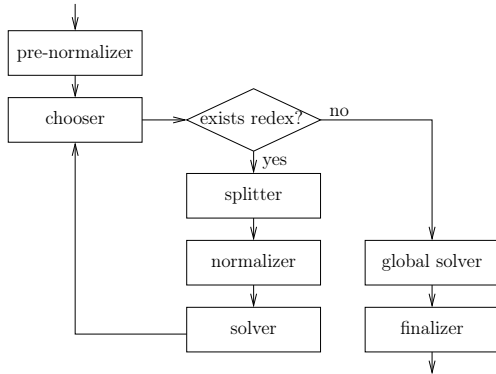 pre-normalizer
chooser
exists redex?
no
yes
splitter
normalizer
global solver
solver
finalizer